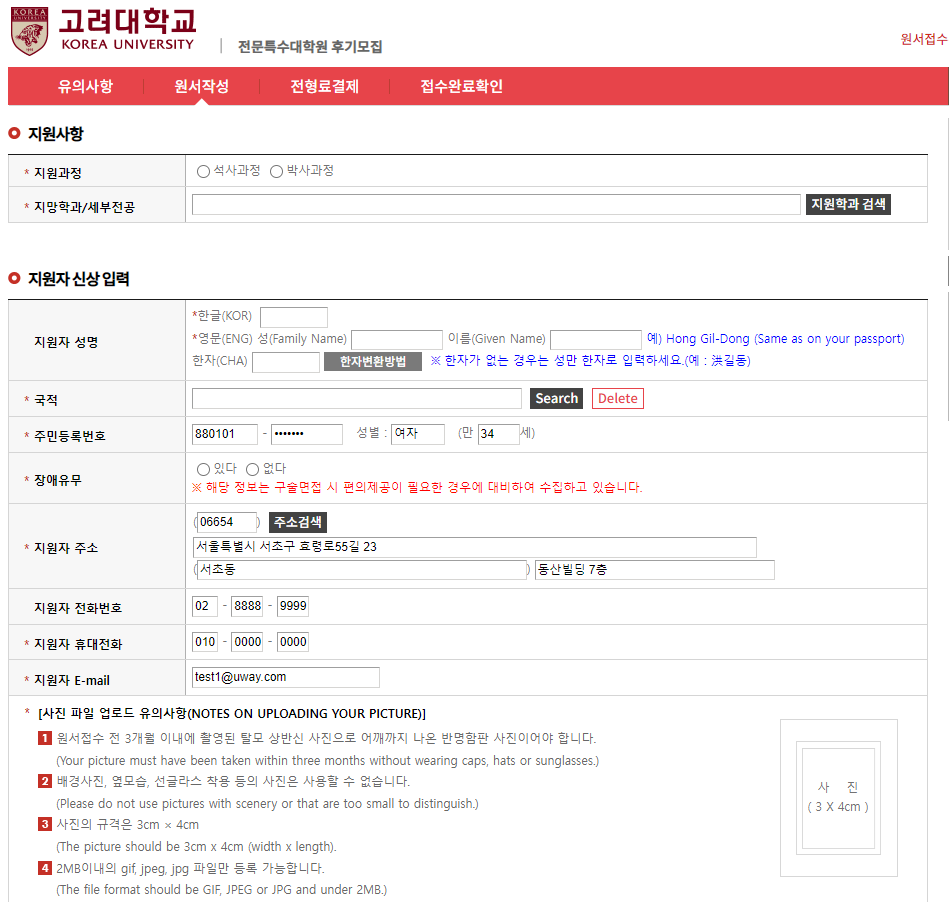 KOREA
UNIVERSITY
고려대학교
KOREA UNIVERSITY
| 전문특수대학원 후기모집
원서접수
유의사항 원서작성 전형료결제 접수완료확인
지원사항
* 지원과정 석사과정 박사과정
* 지망학과/세부전공 지원학과 검색
지원자 신상 입력
지원자 성명
*한글(KOR)
*영문(ENG) 성(Family Name) 이름(Given Name) 예) Hong Gil-Dong (Same as on your passport)
한자(CHA) 한자변환방법 ※ 한자가 없는 경우는 성만 한자로 입력하세요.(예 : 洪길동)
* 국적 Search Delete
* 주민등록번호 880101 - ••••••• 성별 : 여자 (만 34 세)
* 장애유무 있다 없다
※ 해당 정보는 구술면접 시 편의제공이 필요한 경우에 대비하여 수집하고 있습니다.
* 지원자 주소
(06654) 주소검색
서울특별시 서초구 효령로55길 23
(서초동) 동산빌딩 7층
지원자 전화번호 02 - 8888 - 9999
* 지원자 휴대전화 010 - 0000 - 0000
* 지원자 E-mail test1@uway.com
* [사진 파일 업로드 유의사항(NOTES ON UPLOADING YOUR PICTURE)]
1 원서접수 전 3개월 이내에 촬영된 탈모 상반신 사진으로 어깨까지 나온 반명함판 사진이어야 합니다.
(Your picture must have been taken within three months without wearing caps, hats or sunglasses.)
2 배경사진, 옆모습, 선글라스 착용 등의 사진은 사용할 수 없습니다.
(Please do not use pictures with scenery or that are too small to distinguish.)
3 사진의 규격은 3cm × 4cm
(The picture should be 3cm x 4cm (width x length).
4 2MB이내의 gif, jpeg, jpg 파일만 등록 가능합니다.
(The file format should be GIF, JPEG or JPG and under 2MB.)
사 진
( 3 X 4cm )